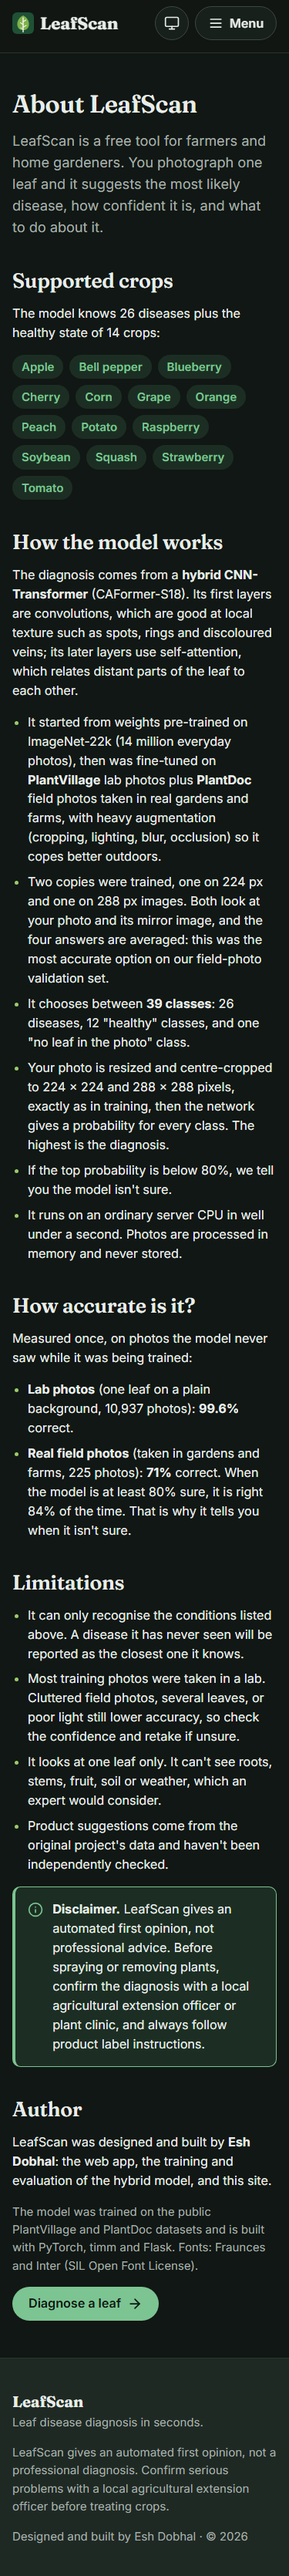 LeafScan
Menu
About LeafScan
LeafScan is a free tool for farmers and
home gardeners. You photograph one
leaf and it suggests the most likely
disease, how confident it is, and what
to do about it.
Supported crops
The model knows 26 diseases plus the
healthy state of 14 crops:
Apple Bell pepper Blueberry
Cherry Corn Grape Orange
Peach Potato Raspberry
Soybean Squash Strawberry
Tomato
How the model works
The diagnosis comes from a hybrid CNN-
Transformer (CAFormer-S18). Its first layers
are convolutions, which are good at local
texture such as spots, rings and discoloured
veins; its later layers use self-attention,
which relates distant parts of the leaf to
each other.
• It started from weights pre-trained on
ImageNet-22k (14 million everyday
photos), then was fine-tuned on
PlantVillage lab photos plus PlantDoc
field photos taken in real gardens and
farms, with heavy augmentation
(cropping, lighting, blur, occlusion) so it
copes better outdoors.
• Two copies were trained, one on 224 px
and one on 288 px images. Both look at
your photo and its mirror image, and the
four answers are averaged: this was the
most accurate option on our field-photo
validation set.
• It chooses between 39 classes: 26
diseases, 12 "healthy" classes, and one
"no leaf in the photo" class.
• Your photo is resized and centre-cropped
to 224 × 224 and 288 × 288 pixels,
exactly as in training, then the network
gives a probability for every class. The
highest is the diagnosis.
• If the top probability is below 80%, we tell
you the model isn't sure.
• It runs on an ordinary server CPU in well
under a second. Photos are processed in
memory and never stored.
How accurate is it?
Measured once, on photos the model never
saw while it was being trained:
• Lab photos (one leaf on a plain
background, 10,937 photos): 99.6%
correct.
• Real field photos (taken in gardens and
farms, 225 photos): 71% correct. When
the model is at least 80% sure, it is right
84% of the time. That is why it tells you
when it isn't sure.
Limitations
• It can only recognise the conditions listed
above. A disease it has never seen will be
reported as the closest one it knows.
• Most training photos were taken in a lab.
Cluttered field photos, several leaves, or
poor light still lower accuracy, so check
the confidence and retake if unsure.
• It looks at one leaf only. It can't see roots,
stems, fruit, soil or weather, which an
expert would consider.
• Product suggestions come from the
original project's data and haven't been
independently checked.
Disclaimer. LeafScan gives an
automated first opinion, not
professional advice. Before
spraying or removing plants,
confirm the diagnosis with a local
agricultural extension officer or
plant clinic, and always follow
product label instructions.
Author
LeafScan was designed and built by Esh
Dobhal: the web app, the training and
evaluation of the hybrid model, and this site.
The model was trained on the public
PlantVillage and PlantDoc datasets and is built
with PyTorch, timm and Flask. Fonts: Fraunces
and Inter (SIL Open Font License).
Diagnose a leaf →
LeafScan
Leaf disease diagnosis in seconds.
LeafScan gives an automated first opinion, not a
professional diagnosis. Confirm serious
problems with a local agricultural extension
officer before treating crops.
Designed and built by Esh Dobhal · © 2026